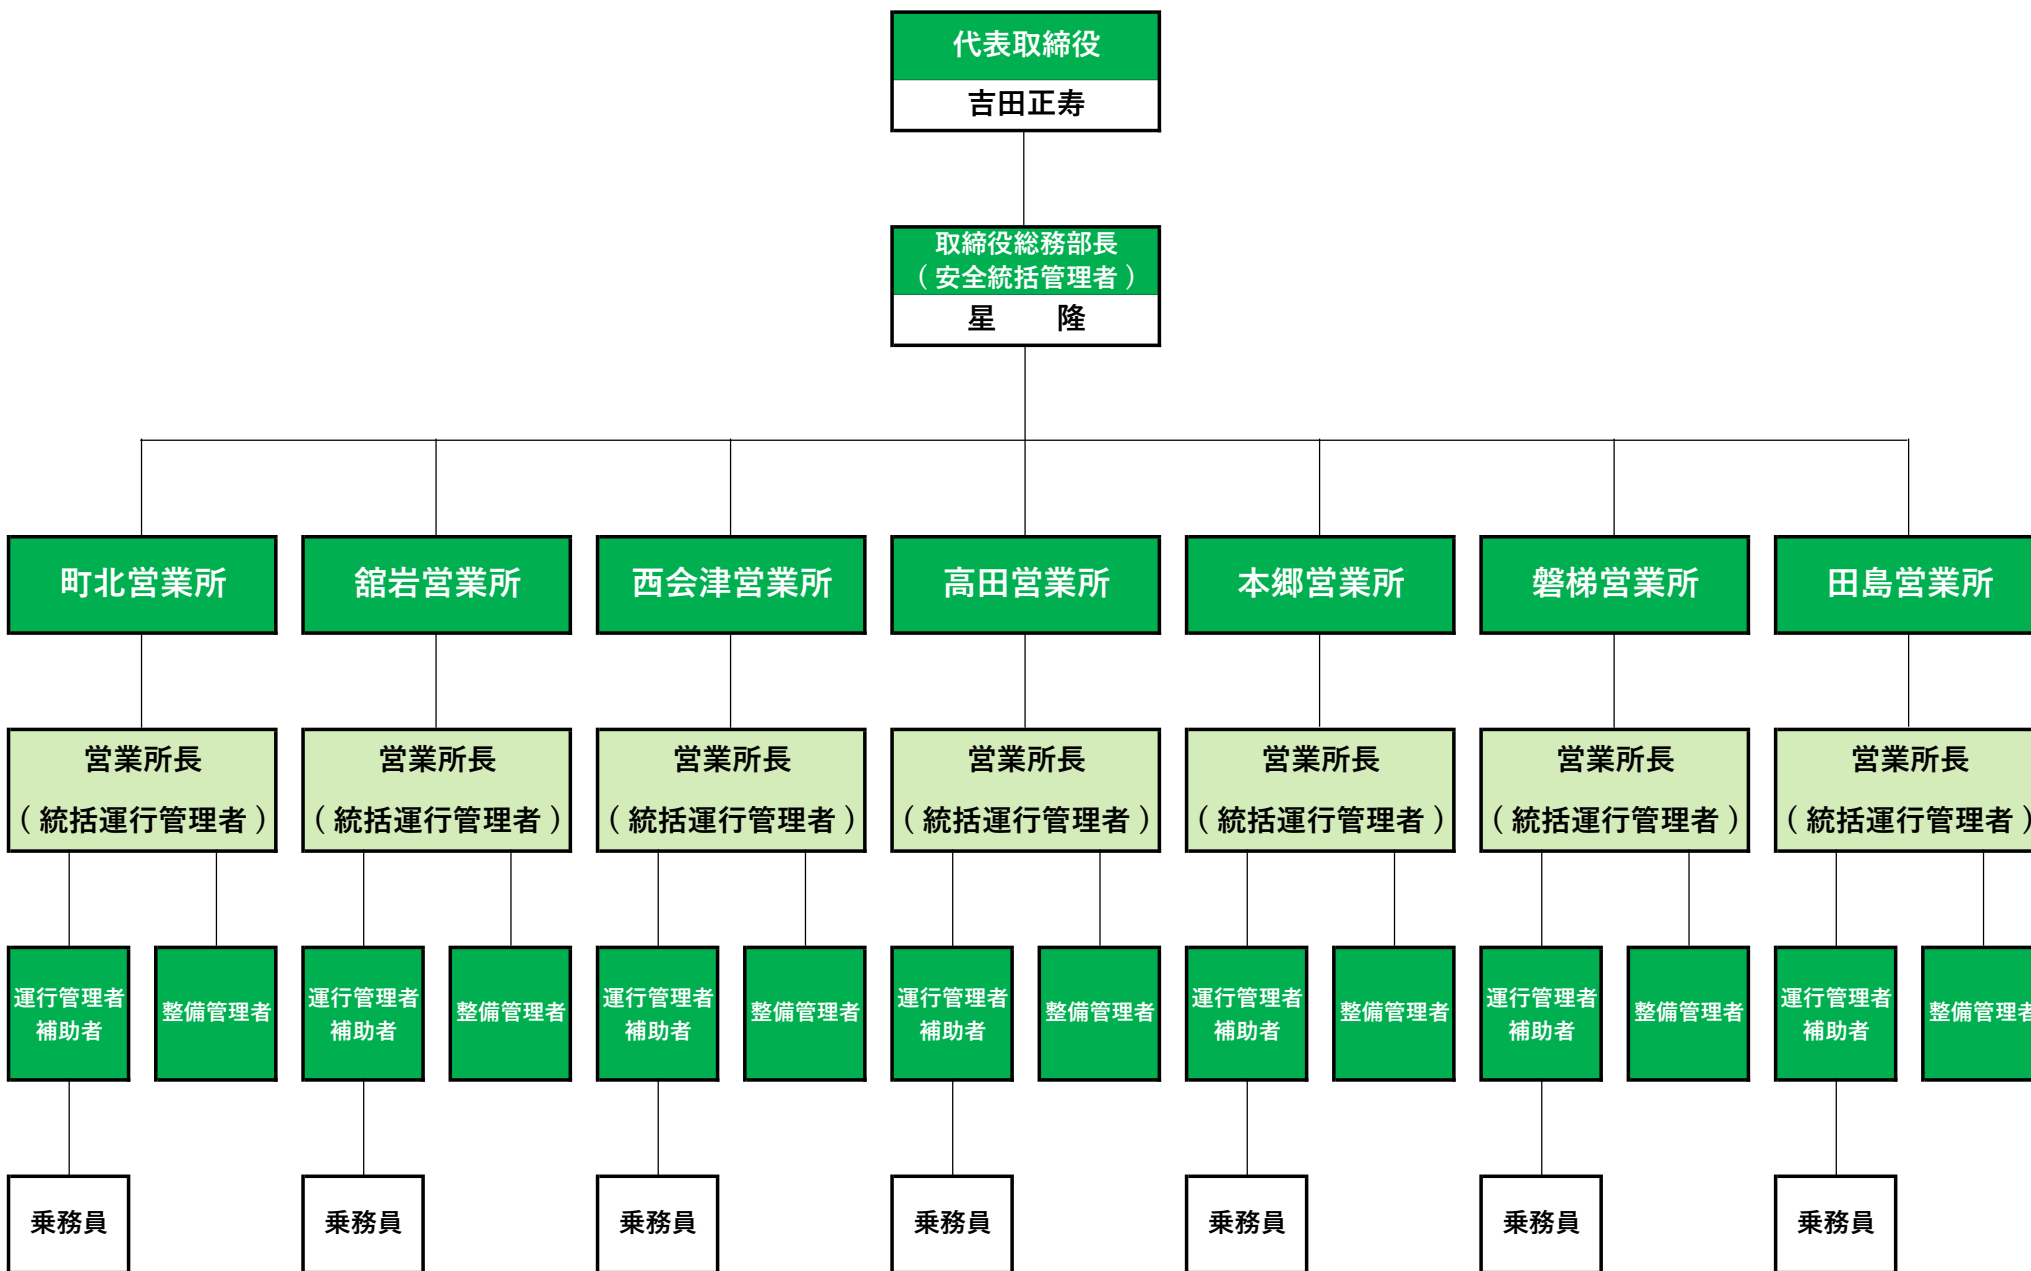 代表取締役
吉田正寿
取締役総務部長
（安全統括管理者）
星　　隆
町北営業所
舘岩営業所
西会津営業所
高田営業所
本郷営業所
磐梯営業所
田島営業所
営業所長
（統括運行管理者）
営業所長
（統括運行管理者）
営業所長
（統括運行管理者）
営業所長
（統括運行管理者）
営業所長
（統括運行管理者）
営業所長
（統括運行管理者）
営業所長
（統括運行管理者）
運行管理者
補助者
整備管理者
運行管理者
補助者
整備管理者
運行管理者
補助者
整備管理者
運行管理者
補助者
整備管理者
運行管理者
補助者
整備管理者
運行管理者
補助者
整備管理者
運行管理者
補助者
整備管理者
乗務員
乗務員
乗務員
乗務員
乗務員
乗務員
乗務員